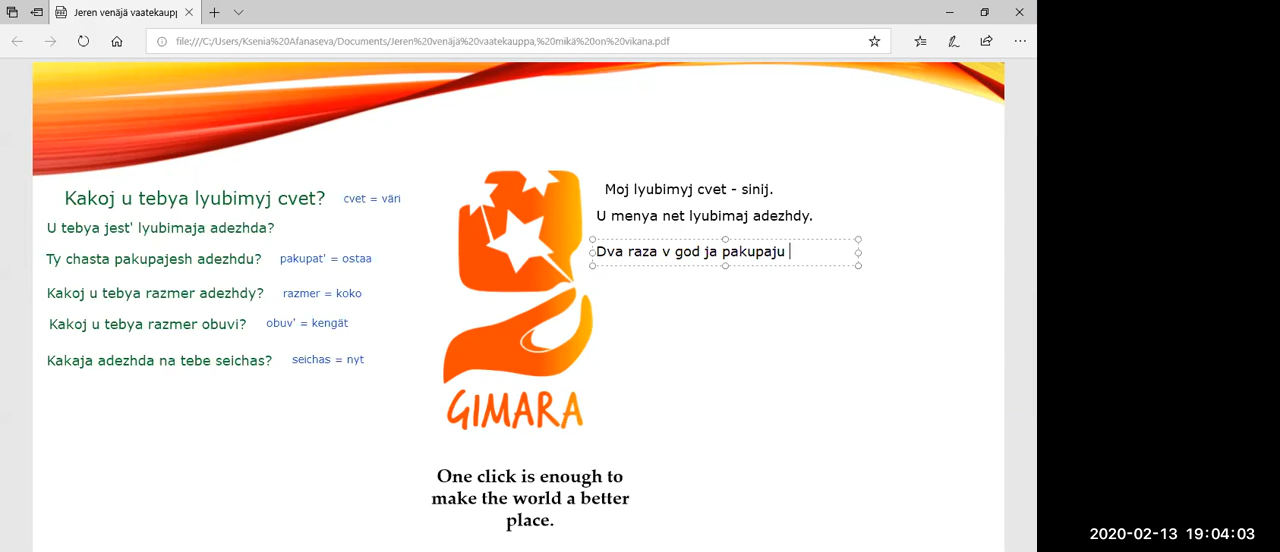 Jeren venäjä vaatekaupp
file:///C:/Users/Ksenia%20Afanaseva/Documents/Jeren%20venäjä%20vaatekauppa,%20mikä%20on%20vikana.pdf
Kakoj u tebya lyubimyj cvet? cvet = väri
U tebya jest' lyubimaja adezhda?
Ty chasta pakupajesh adezhdu? pakupat' = ostaa
Kakoj u tebya razmer adezhdy? razmer = koko
Kakoj u tebya razmer obuvi? obuv' = kengät
Kakaja adezhda na tebe seichas? seichas = nyt
GIMARA
One click is enough to
make the world a better
place.
Moj lyubimyj cvet - sinij.
U menya net lyubimaj adezhdy.
Dva raza v god ja pakupaju
2020-02-13 19:04:03